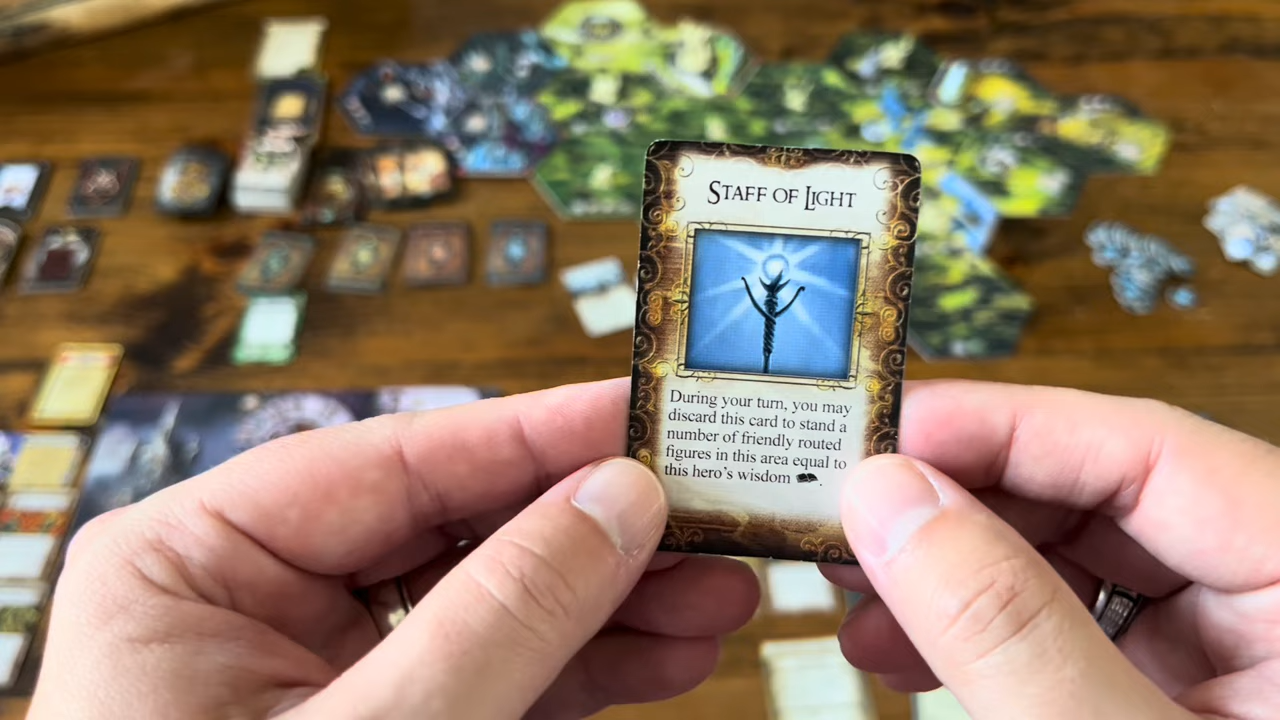 STAFF OF LIGHT
During your turn, you may
discard this card to stand a
number of friendly routed
figures in this area equal to
this hero's wisdom .